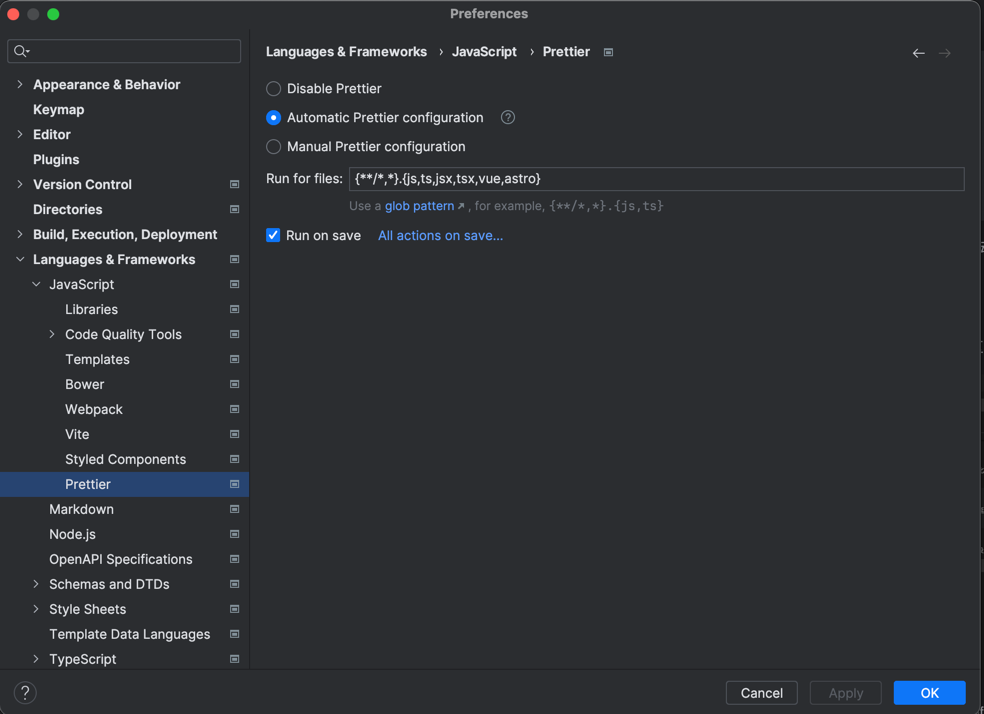 Preferences
Appearance & Behavior
Keymap
Editor
Plugins
Version Control
Directories
Build, Execution, Deployment
Languages & Frameworks
JavaScript
Libraries
Code Quality Tools
Templates
Bower
Webpack
Vite
Styled Components
Prettier
Markdown
Node.js
OpenAPI Specifications
Schemas and DTDs
Style Sheets
Template Data Languages
TypeScript
Languages & Frameworks › JavaScript › Prettier
Disable Prettier
Automatic Prettier configuration ?
Manual Prettier configuration
Run for files: {**/*,*}.{js,ts,jsx,tsx,vue,astro}
Use a glob pattern ↗ , for example, {**/*,*}.{js,ts}
Run on save All actions on save...
? Cancel Apply OK